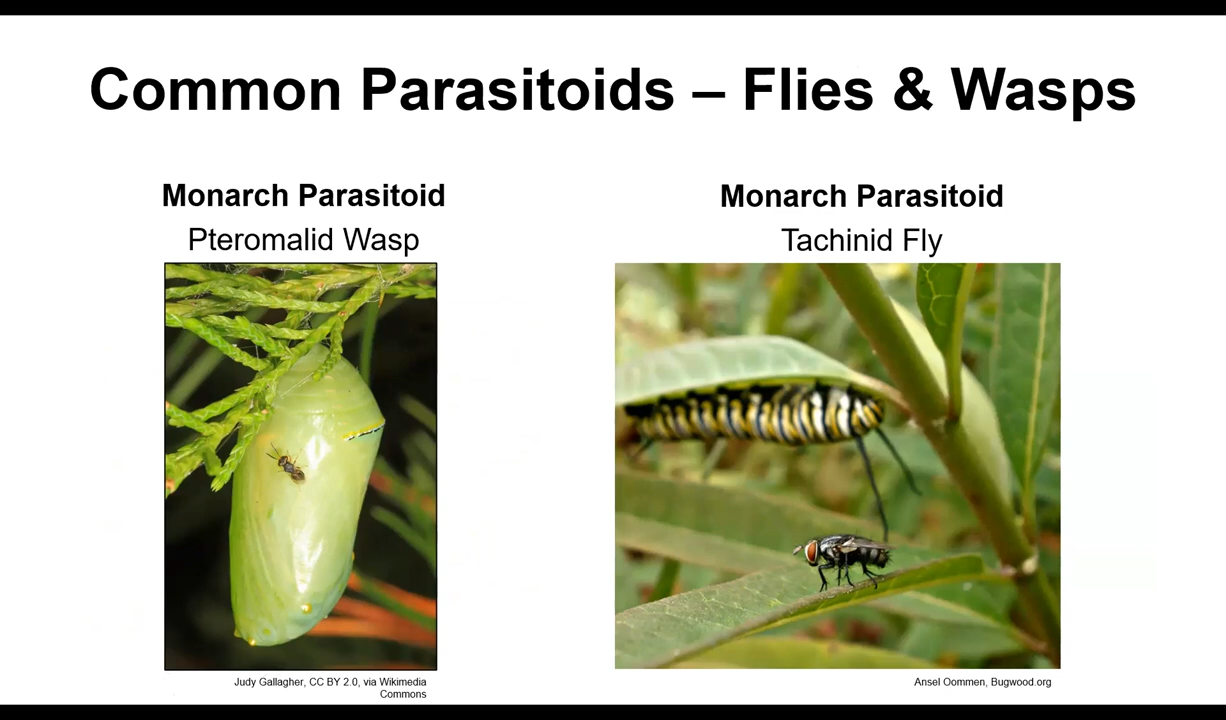 Common Parasitoids – Flies & Wasps
Monarch Parasitoid
Pteromalid Wasp
Judy Gallagher, CC BY 2.0, via Wikimedia
Commons
Monarch Parasitoid
Tachinid Fly
Ansel Oommen, Bugwood.org